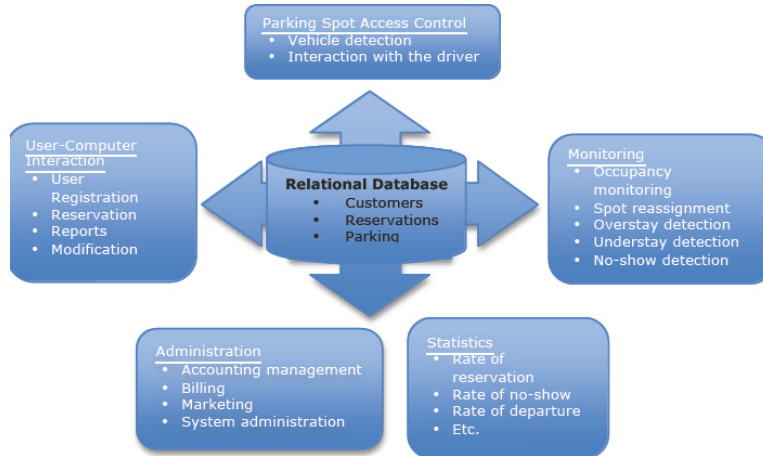 Parking Spot Access Control
• Vehicle detection
• Interaction with the driver
User-Computer
Interaction
• User
Registration
• Reservation
• Reports
• Modification
Relational Database
• Customers
• Reservations
• Parking
Monitoring
• Occupancy
monitoring
• Spot reassignment
• Overstay detection
• Understay detection
• No-show detection
Administration
• Accounting management
• Billing
• Marketing
• System administration
Statistics
• Rate of
reservation
• Rate of no-show
• Rate of departure
• Etc.